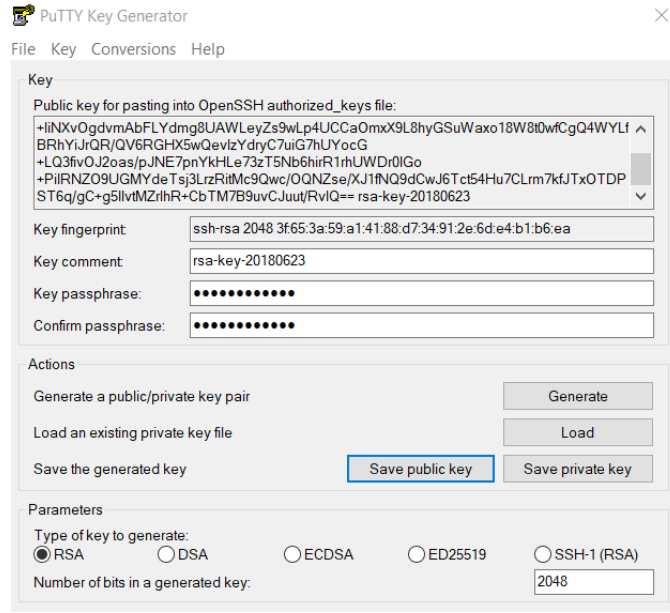 PuTTY Key Generator
File Key Conversions Help
Key
Public key for pasting into OpenSSH authorized_keys file:
+liNXvOgdvmAbFLYdmg8UAWLeyZs9wLp4UCCaOmxX9L8hyGSuWaxo18W8t0wfCgQ4WYLf
BRhYiJrQR/QV6RGHX5wQevlzYdryC7uiG7hUYocG
+LQ3fivOJ2oas/pJNE7pnYkHLe73zT5Nb6hirR1rhUWDr0lGo
+PilRNZO9UGMYdeTsj3LrzRitMc9Qwc/OQNZse/XJ1fNQ9dCwJ6Tct54Hu7CLrm7kfJTxOTDP
ST6q/gC+g5llvtMZrlhR+CbTM7B9uvCJuut/RvIQ== rsa-key-20180623
Key fingerprint: ssh-rsa 2048 3f:65:3a:59:a1:41:88:d7:34:91:2e:6d:e4:b1:b6:ea
Key comment: rsa-key-20180623
Key passphrase: ●●●●●●●●●●●●
Confirm passphrase: ●●●●●●●●●●●●
Actions
Generate a public/private key pair Generate
Load an existing private key file Load
Save the generated key Save public key Save private key
Parameters
Type of key to generate:
RSA DSA ECDSA ED25519 SSH-1 (RSA)
Number of bits in a generated key: 2048